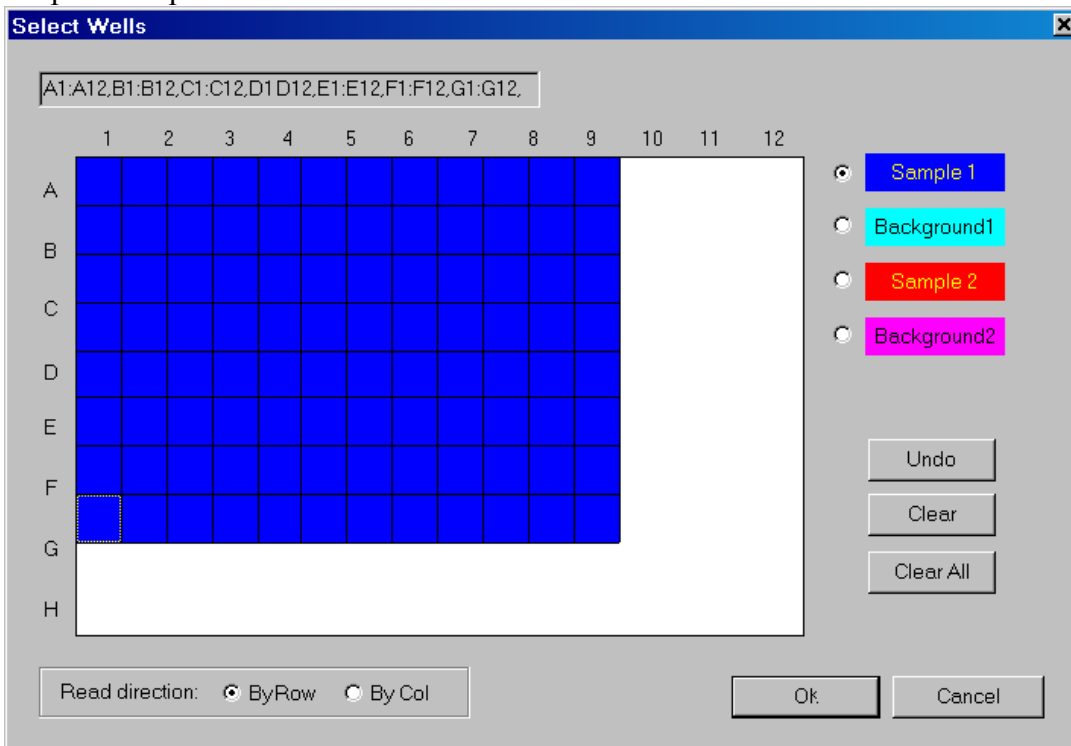 Select Wells
A1:A12,B1:B12,C1:C12,D1D12,E1:E12,F1:F12,G1:G12,
1 2 3 4 5 6 7 8 9 10 11 12
A
B
C
D
E
F
G
H
Sample 1
Background1
Sample 2
Background2
Undo
Clear
Clear All
Read direction: ByRow By Col
Ok Cancel